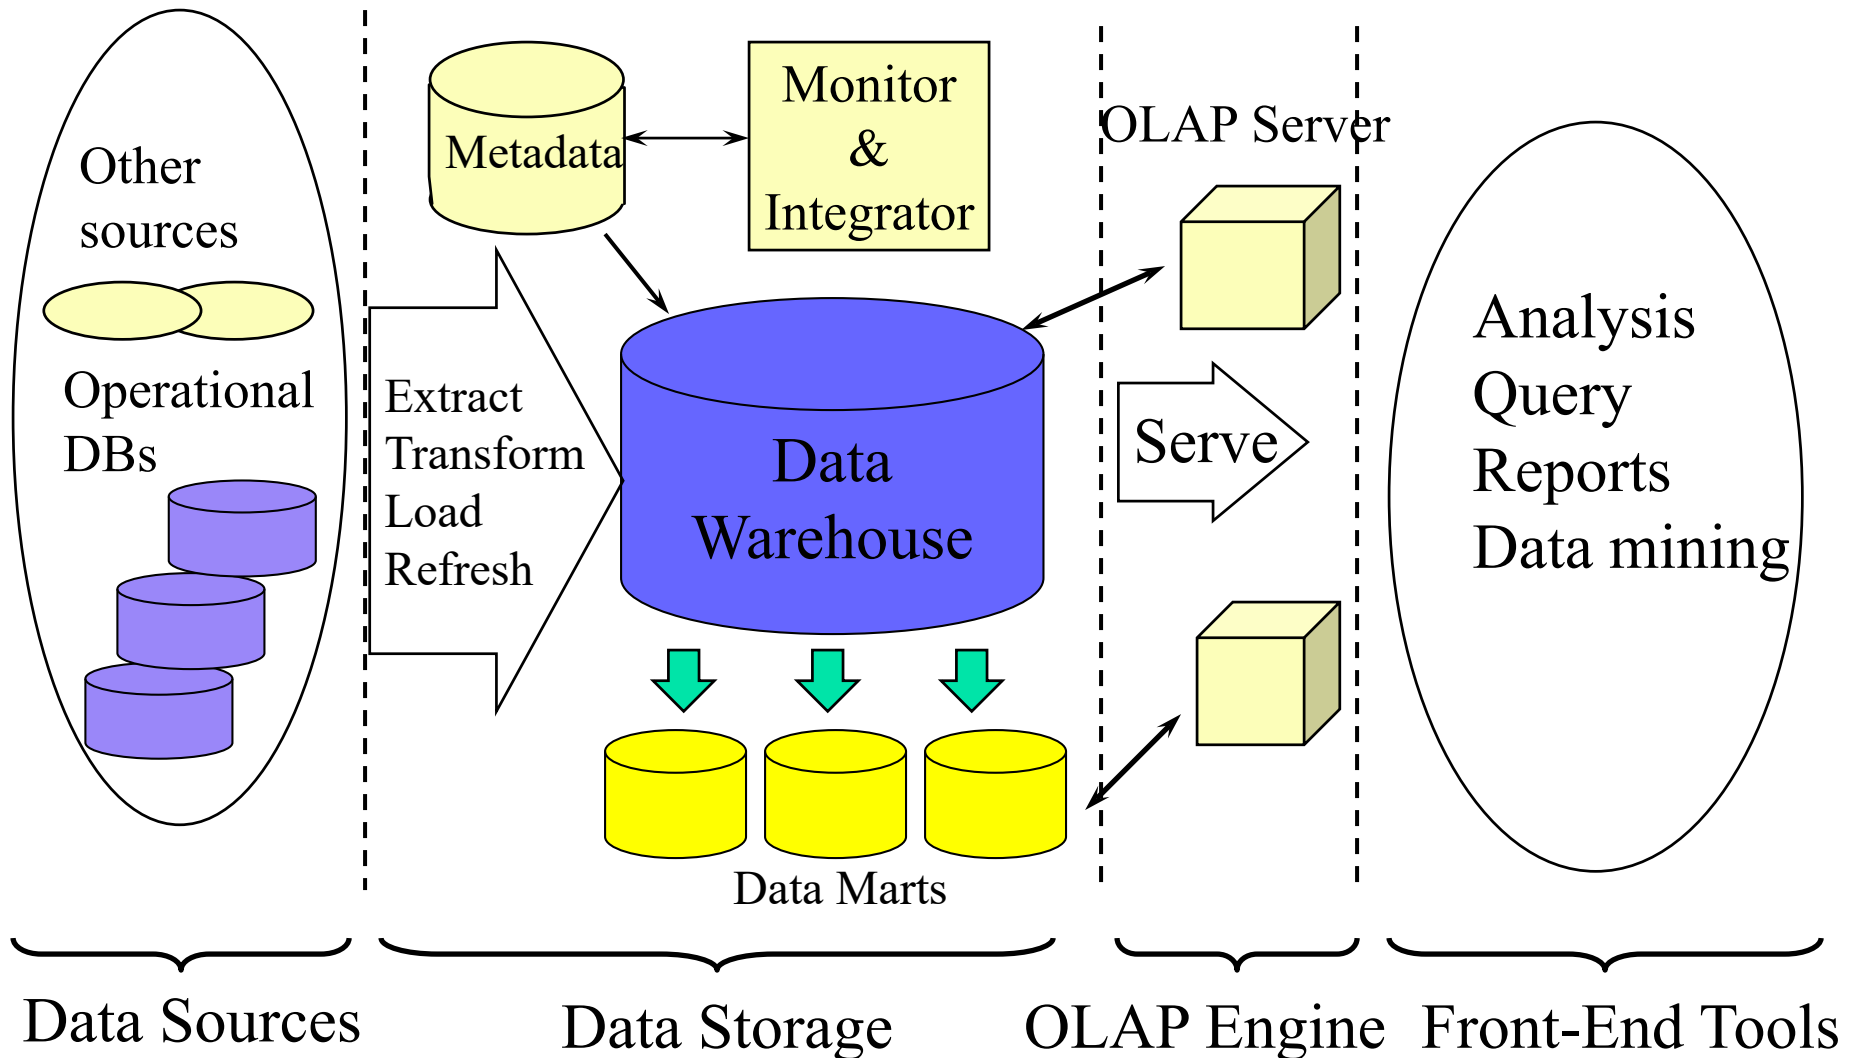 Other
sources
Operational
DBs
Extract
Transform
Load
Refresh
Metadata
Monitor
&
Integrator
Data
Warehouse
Data Marts
OLAP Server
Serve
Analysis
Query
Reports
Data mining
Data Sources
Data Storage
OLAP Engine
Front-End Tools